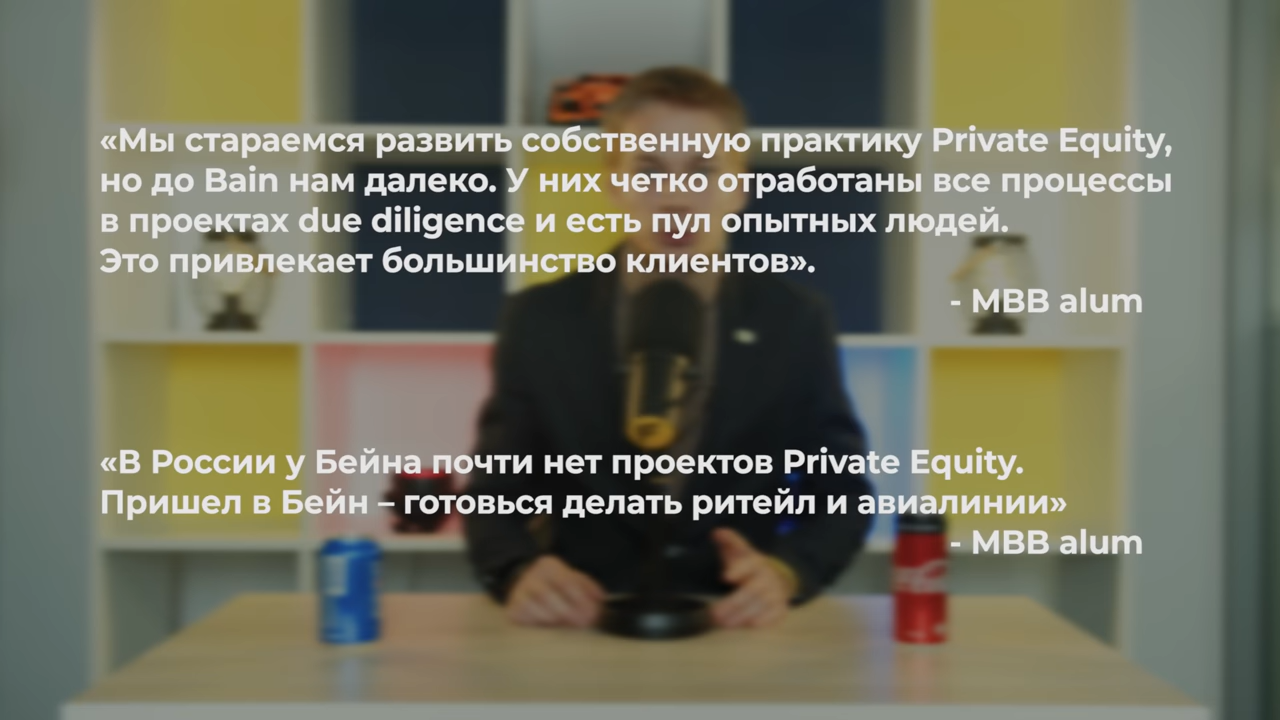 «Мы стараемся развить собственную практику Private Equity,
но до Bain нам далеко. У них четко отработаны все процессы
в проектах due diligence и есть пул опытных людей.
Это привлекает большинство клиентов».
- MBB alum
«В России у Бейна почти нет проектов Private Equity.
Пришел в Бейн – готовься делать ритейл и авиалинии»
- MBB alum